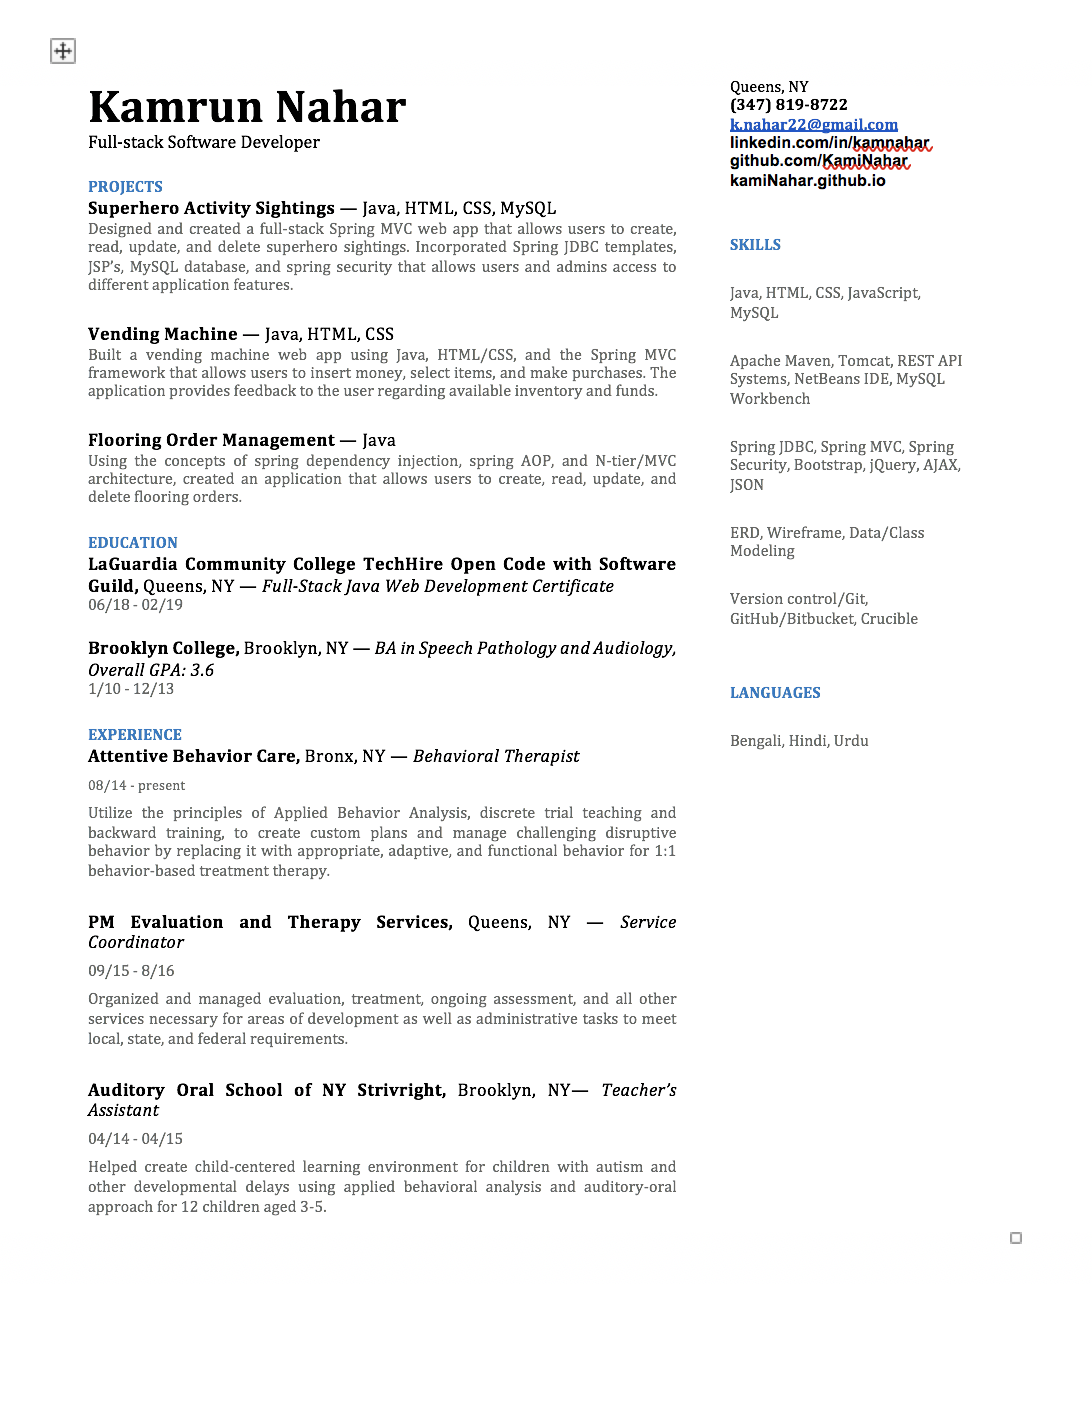 Kamrun Nahar
Full-stack Software Developer
PROJECTS
Superhero Activity Sightings — Java, HTML, CSS, MySQL
Designed and created a full-stack Spring MVC web app that allows users to create,
read, update, and delete superhero sightings. Incorporated Spring JDBC templates,
JSP's, MySQL database, and spring security that allows users and admins access to
different application features.
Vending Machine — Java, HTML, CSS
Built a vending machine web app using Java, HTML/CSS, and the Spring MVC
framework that allows users to insert money, select items, and make purchases. The
application provides feedback to the user regarding available inventory and funds.
Flooring Order Management — Java
Using the concepts of spring dependency injection, spring AOP, and N-tier/MVC
architecture, created an application that allows users to create, read, update, and
delete flooring orders.
EDUCATION
LaGuardia Community College TechHire Open Code with Software
Guild, Queens, NY — Full-Stack Java Web Development Certificate
06/18 - 02/19
Brooklyn College, Brooklyn, NY — BA in Speech Pathology and Audiology,
Overall GPA: 3.6
1/10 - 12/13
EXPERIENCE
Attentive Behavior Care, Bronx, NY — Behavioral Therapist
08/14 - present
Utilize the principles of Applied Behavior Analysis, discrete trial teaching and
backward training, to create custom plans and manage challenging disruptive
behavior by replacing it with appropriate, adaptive, and functional behavior for 1:1
behavior-based treatment therapy.
PM Evaluation and Therapy Services, Queens, NY — Service
Coordinator
09/15 - 8/16
Organized and managed evaluation, treatment, ongoing assessment, and all other
services necessary for areas of development as well as administrative tasks to meet
local, state, and federal requirements.
Auditory Oral School of NY Strivright, Brooklyn, NY— Teacher's
Assistant
04/14 - 04/15
Helped create child-centered learning environment for children with autism and
other developmental delays using applied behavioral analysis and auditory-oral
approach for 12 children aged 3-5.
Queens, NY
(347) 819-8722
k.nahar22@gmail.com
linkedin.com/in/kamnahar
github.com/KamiNahar
kamiNahar.github.io
SKILLS
Java, HTML, CSS, JavaScript,
MySQL
Apache Maven, Tomcat, REST API
Systems, NetBeans IDE, MySQL
Workbench
Spring JDBC, Spring MVC, Spring
Security, Bootstrap, jQuery, AJAX,
JSON
ERD, Wireframe, Data/Class
Modeling
Version control/Git,
GitHub/Bitbucket, Crucible
LANGUAGES
Bengali, Hindi, Urdu